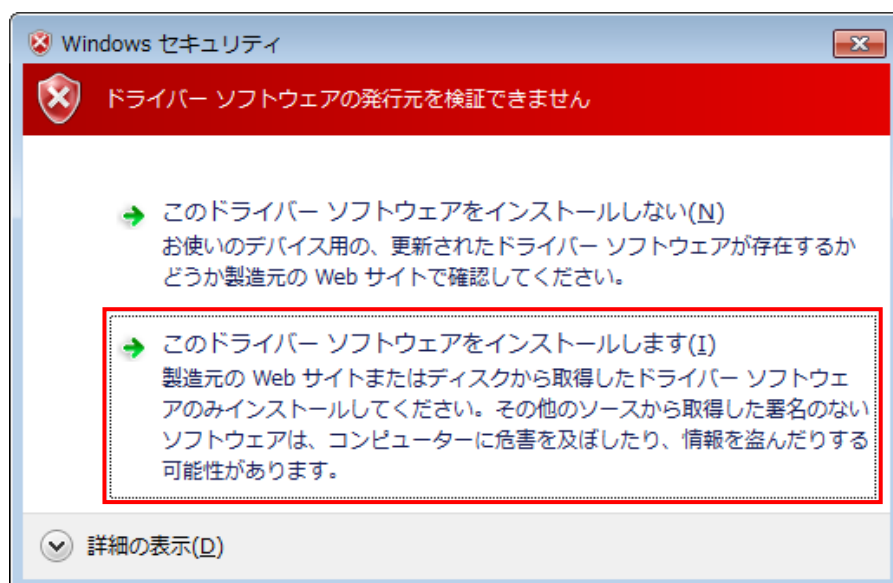 Windows セキュリティ
ドライバー ソフトウェアの発行元を検証できません
このドライバー ソフトウェアをインストールしない(N)
お使いのデバイス用の、更新されたドライバー ソフトウェアが存在するか
どうか製造元の Web サイトで確認してください。
このドライバー ソフトウェアをインストールします(I)
製造元の Web サイトまたはディスクから取得したドライバー ソフトウェ
アのみインストールしてください。その他のソースから取得した署名のない
ソフトウェアは、コンピューターに危害を及ぼしたり、情報を盗んだりする
可能性があります。
詳細の表示(D)